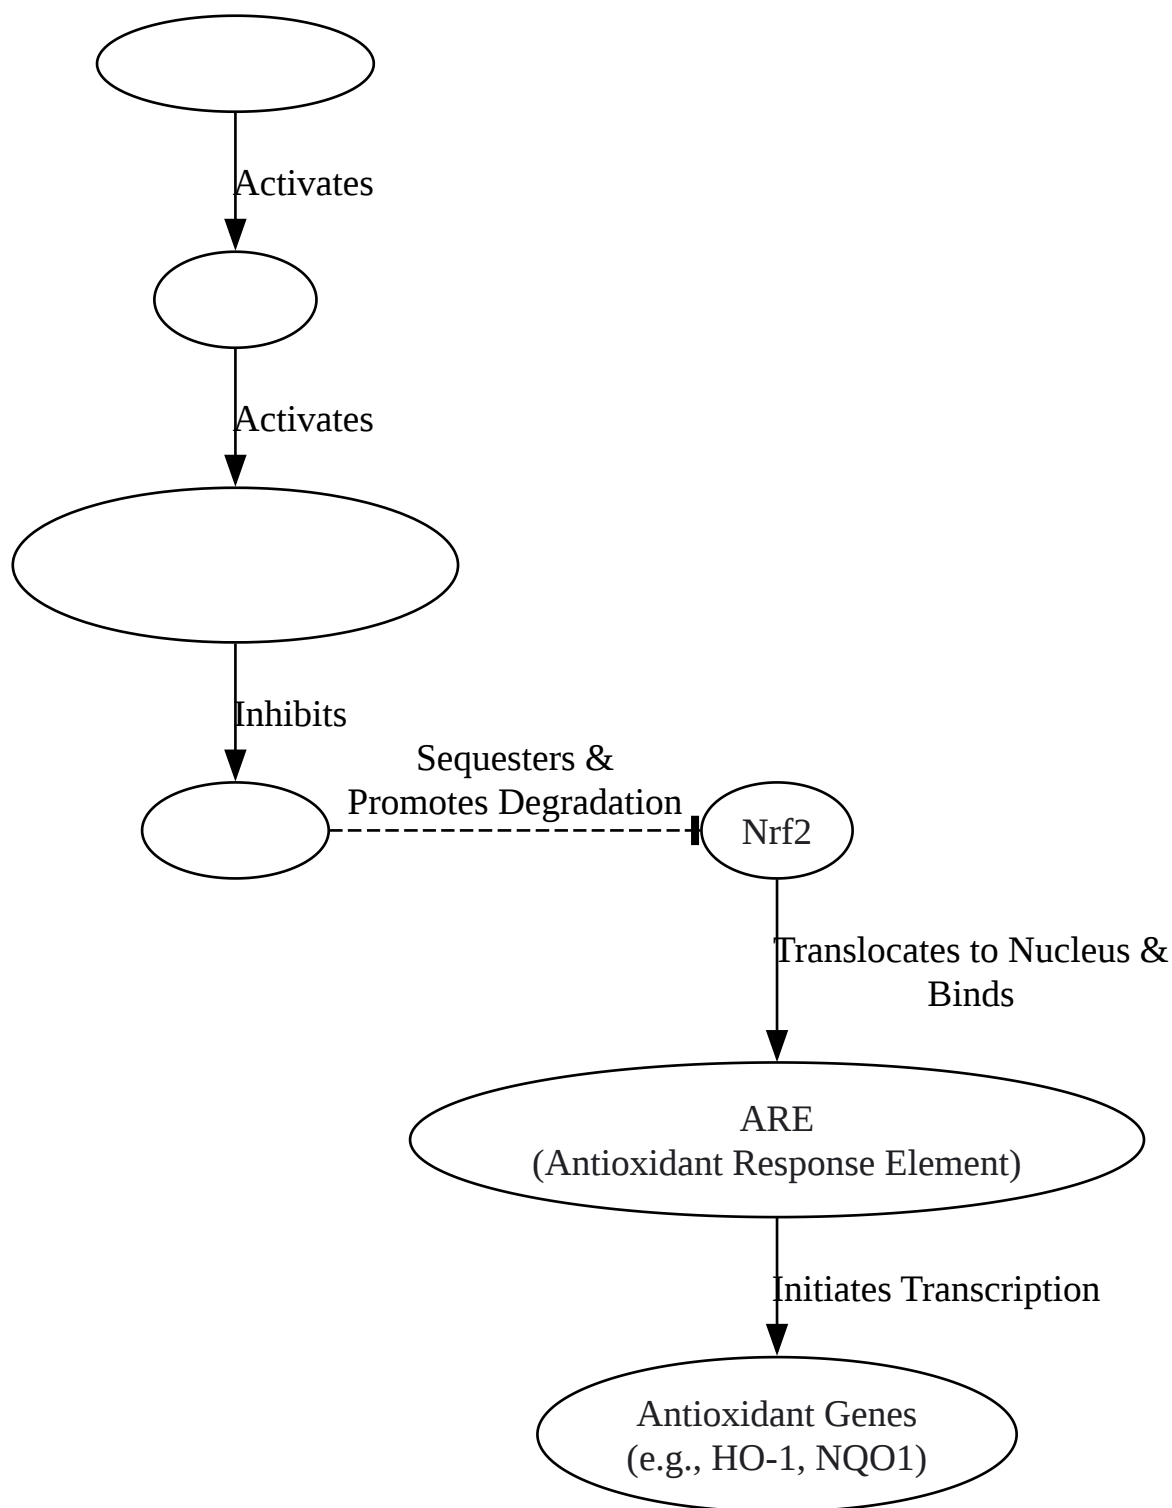 Activates
Activates
Inhibits
Sequesters &
Promotes Degradation
Nrf2
Translocates to Nucleus &
Binds
ARE
(Antioxidant Response Element)
Initiates Transcription
Antioxidant Genes
(e.g., HO-1, NQO1)